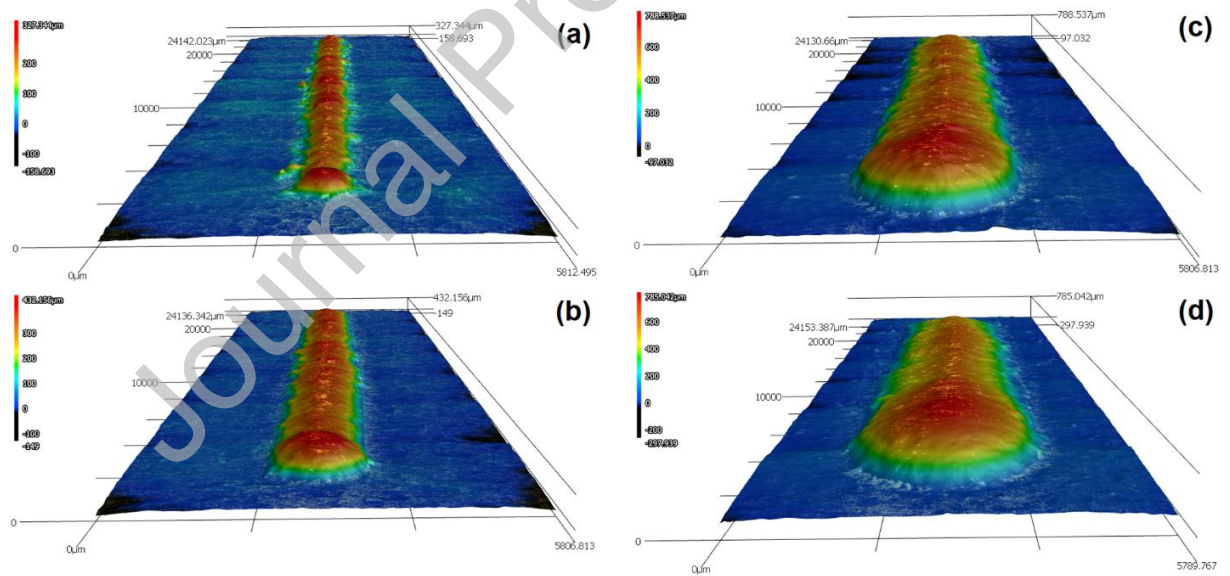 327.344µm
200
100
0
-100
-158.693
24142.023µm
20000
10000
0
0µm
5812.495
327.344µm
158.693
(a)
788.537µm
600
400
200
0
-97.032
24130.66µm
20000
10000
0
0µm
5806.813
788.537µm
97.032
(c)
432.156µm
300
200
100
0
-100
-149
24136.342µm
20000
10000
0
0µm
5806.813
432.156µm
149
(b)
785.042µm
600
400
200
0
-200
-297.939
24153.387µm
20000
10000
0
0µm
5789.767
785.042µm
297.939
(d)
Journal Pre